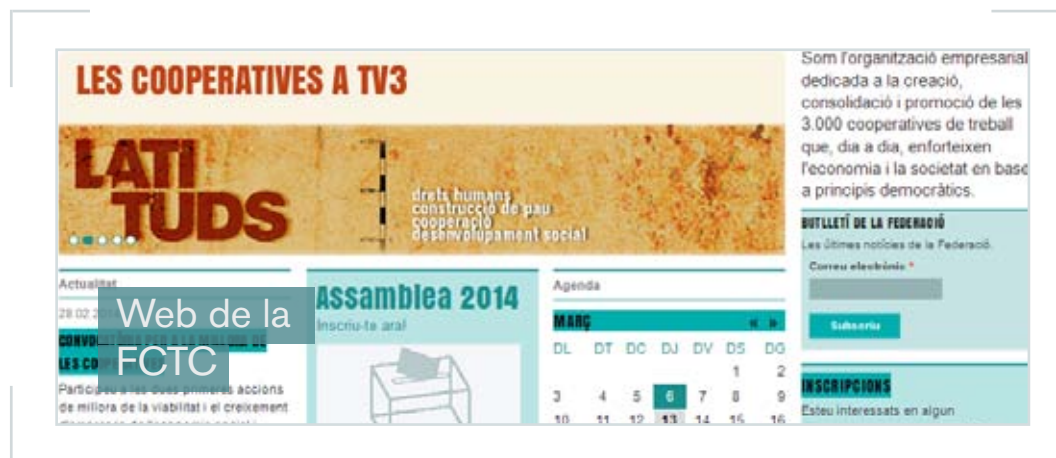 LES COOPERATIVES A TV3
LATI
TUDS
drets humans
construcció de pau
cooperació
desenvolupament social
Actualitat
28.02.2
Web de la
FCTC
LES CO
Participeu a les dues primeres accions
de millora de la viabilitat i el creixement
Assamblea 2014
Inscriu-te ara!
Agenda
MARÇ « »
DL DT DC DJ DV DS DG
1 2
3 4 5 6 7 8 9
10 11 12 13 14 15 16
Som l'organització empresarial
dedicada a la creació,
consolidació i promoció de les
3.000 cooperatives de treball
que, dia a dia, enforteixen
l'economia i la societat en base
a principis democràtics.
BUTLLETÍ DE LA FEDERACIÓ
Les últimes notícies de la Federació.
Correu electrònic *
Subscriu
INSCRIPCIONS
Esteu interessats en algun